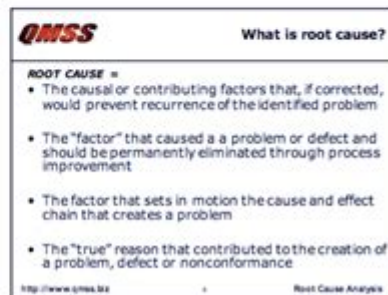 QMSS
What is root cause?
ROOT CAUSE =
• The causal or contributing factors that, if corrected,
would prevent recurrence of the identified problem
• The "factor" that caused a a problem or defect and
should be permanently eliminated through process
improvement
• The factor that sets in motion the cause and effect
chain that creates a problem
• The "true" reason that contributed to the creation of
a problem, defect or nonconformance
http://www.qmss.biz
Root Cause Analysis